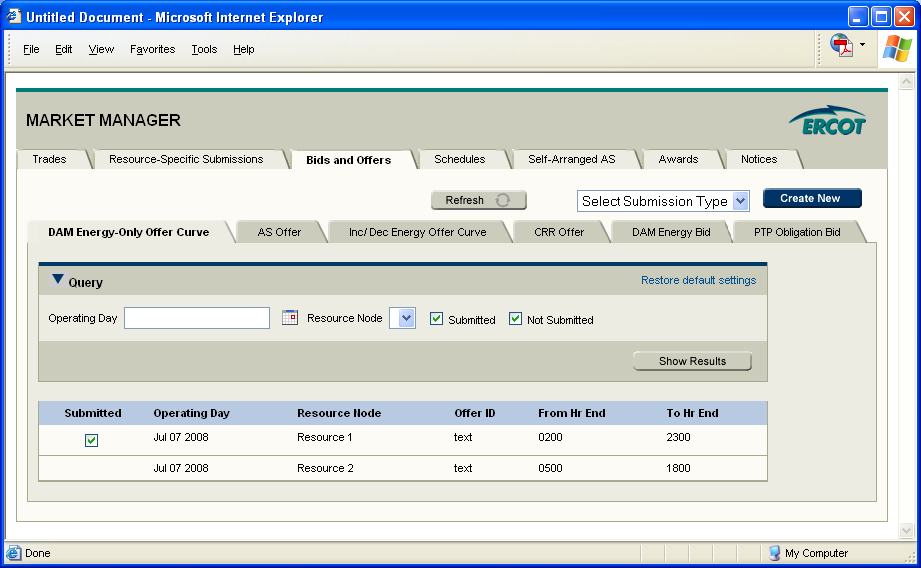 Untitled Document - Microsoft Internet Explorer
File Edit View Favorites Tools Help
MARKET MANAGER
ERCOT
Trades Resource-Specific Submissions Bids and Offers Schedules Self-Arranged AS Awards Notices
Refresh Select Submission Type Create New
DAM Energy-Only Offer Curve AS Offer Inc/ Dec Energy Offer Curve CRR Offer DAM Energy Bid PTP Obligation Bid
Query Restore default settings
Operating Day Resource Node Submitted Not Submitted
Show Results
Submitted Operating Day Resource Node Offer ID From Hr End To Hr End
Jul 07 2008 Resource 1 text 0200 2300
Jul 07 2008 Resource 2 text 0500 1800
Done My Computer